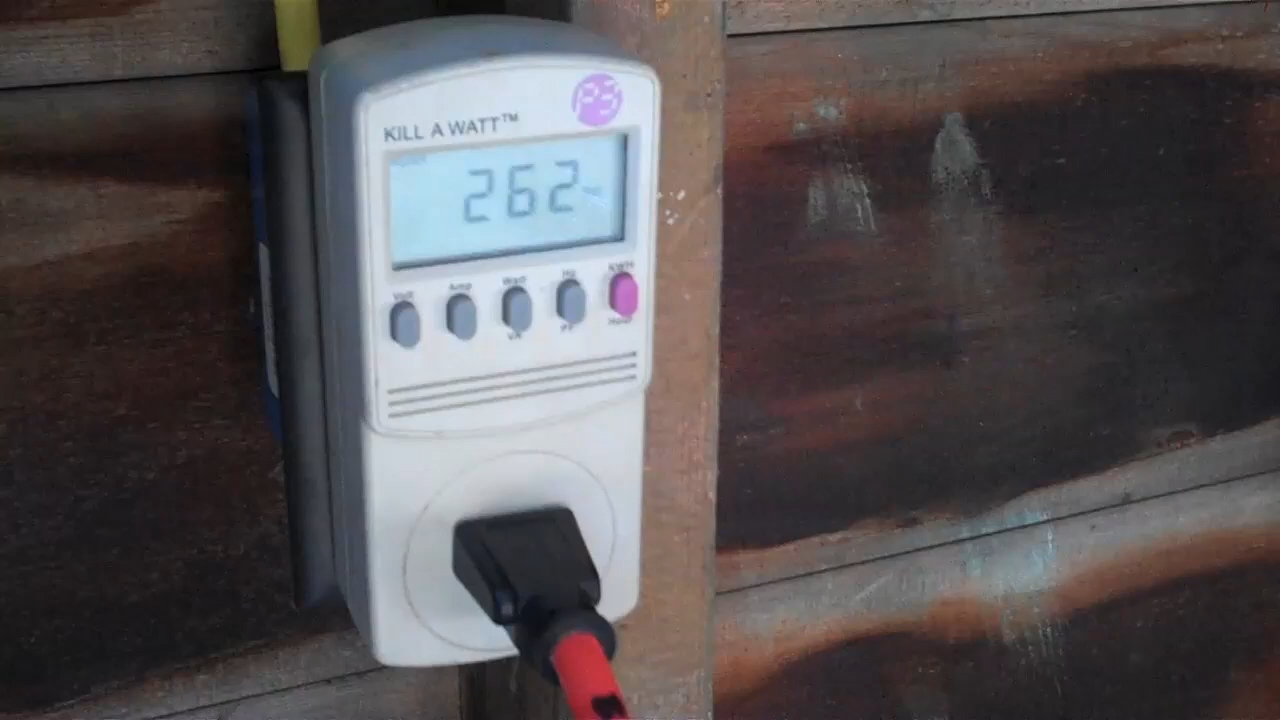 P3
KILL A WATT™
262
Volt Amp Watt Hz KWH
VA PF Hour